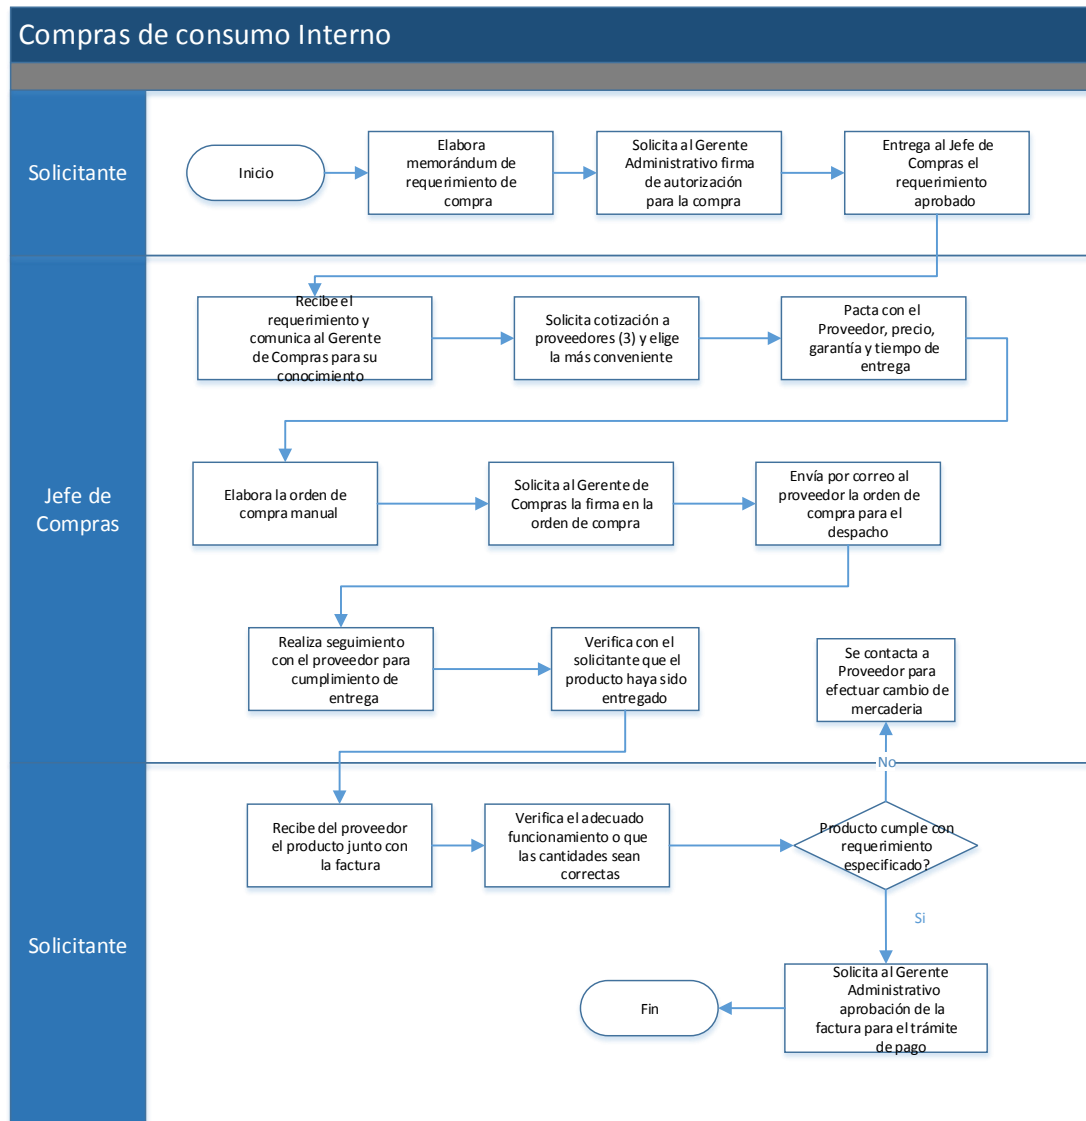 Compras de consumo Interno
Solicitante
Inicio
Elabora
memorándum de
requerimiento de
compra
Solicita al Gerente
Administrativo firma
de autorización
para la compra
Entrega al Jefe de
Compras el
requerimiento
aprobado
Jefe de
Compras
Recibe el
requerimiento y
comunica al Gerente
de Compras para su
conocimiento
Solicita cotización a
proveedores (3) y elige
la más conveniente
Pacta con el
Proveedor, precio,
garantía y tiempo de
entrega
Elabora la orden de
compra manual
Solicita al Gerente de
Compras la firma en la
orden de compra
Envía por correo al
proveedor la orden de
compra para el
despacho
Realiza seguimiento
con el proveedor para
cumplimiento de
entrega
Verifica con el
solicitante que el
producto haya sido
entregado
Se contacta a
Proveedor para
efectuar cambio de
mercaderia
No
Solicitante
Recibe del proveedor
el producto junto con
la factura
Verifica el adecuado
funcionamiento o que
las cantidades sean
correctas
Producto cumple con
requerimiento
especificado?
Si
Solicita al Gerente
Administrativo
aprobación de la
factura para el trámite
de pago
Fin